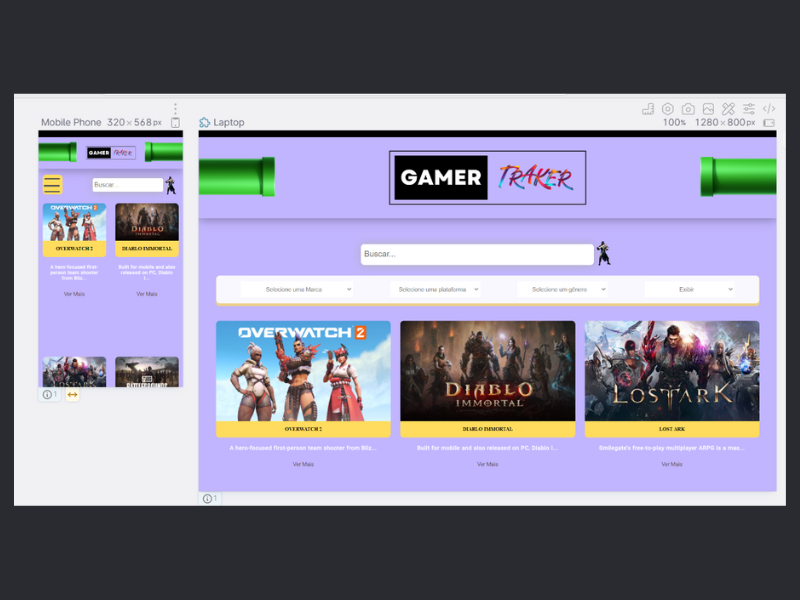 Mobile Phone 320×568px
GAMER TRAKER
Buscar
OVERWATCH 2
OVERWATCH 2
A hero-focused first-
person team shooter
from Bliz...
Ver Mais
DIABLO
IMMORTAL
DIABLO IMMORTAL
Built for mobile and also
released on PC, Diablo
I...
Ver Mais
LOST ARK
1
Laptop
100% 1280×800px
GAMER TRAKER
Buscar...
Selecione uma Marca
Selecione uma plataforma
Selecione um gênero
Exibir
OVERWATCH 2
OVERWATCH 2
A hero-focused first-person team shooter from Bliz...
Ver Mais
DIABLO
IMMORTAL
DIABLO IMMORTAL
Built for mobile and also released on PC, Diablo I...
Ver Mais
LOST ARK
LOST ARK
Smilegate's free-to-play multiplayer ARPG is a mas...
Ver Mais
1